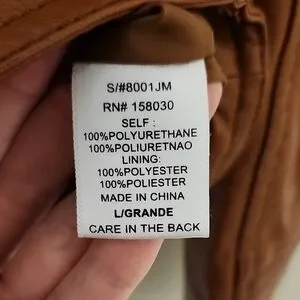 S/#8001JM
RN# 158030
SELF :
100%POLYURETHANE
100%POLIURETNAO
LINING:
100%POLYESTER
100%POLIESTER
MADE IN CHINA
L/GRANDE
CARE IN THE BACK